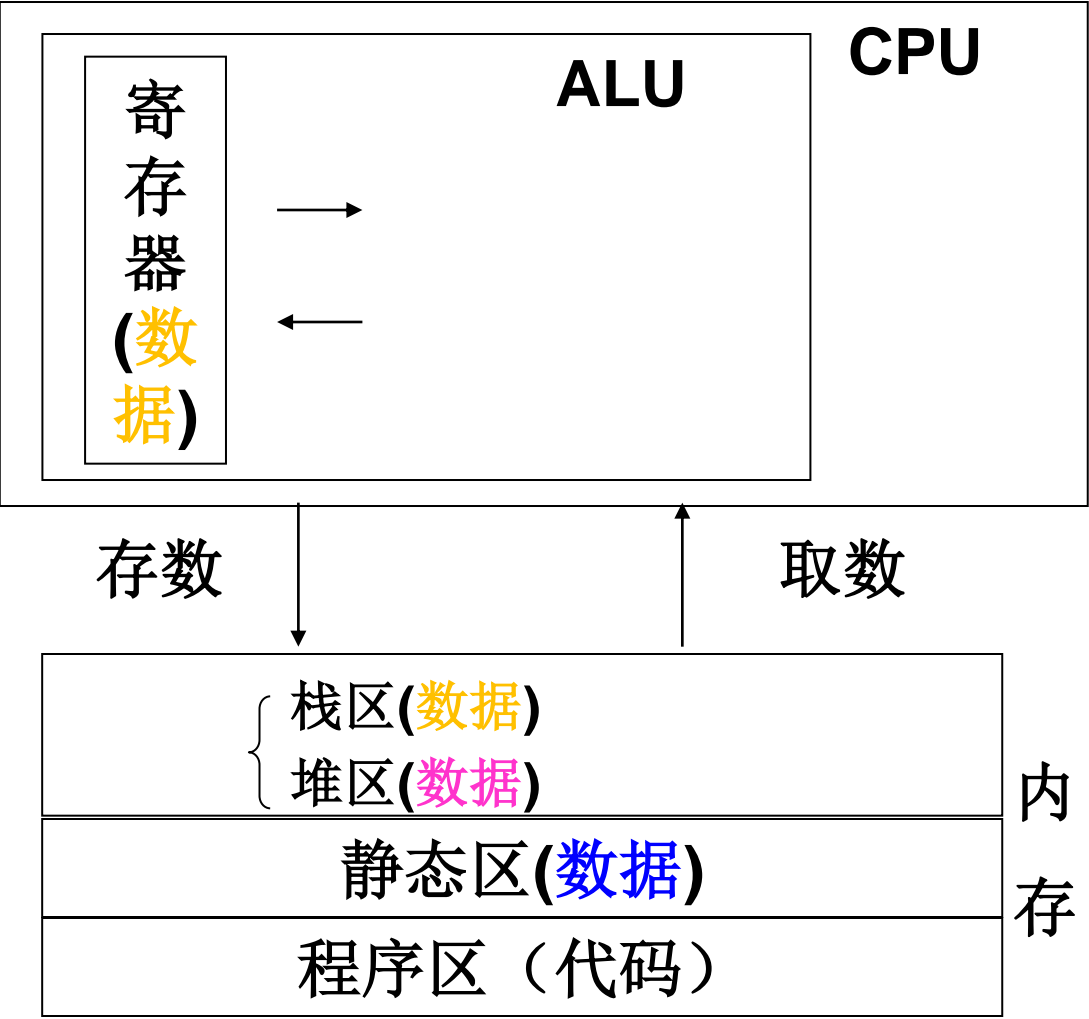 CPU
ALU
寄
存
器
(数
据)
存数
取数
栈区(数据)
堆区(数据)
静态区(数据)
程序区（代码）
内
存